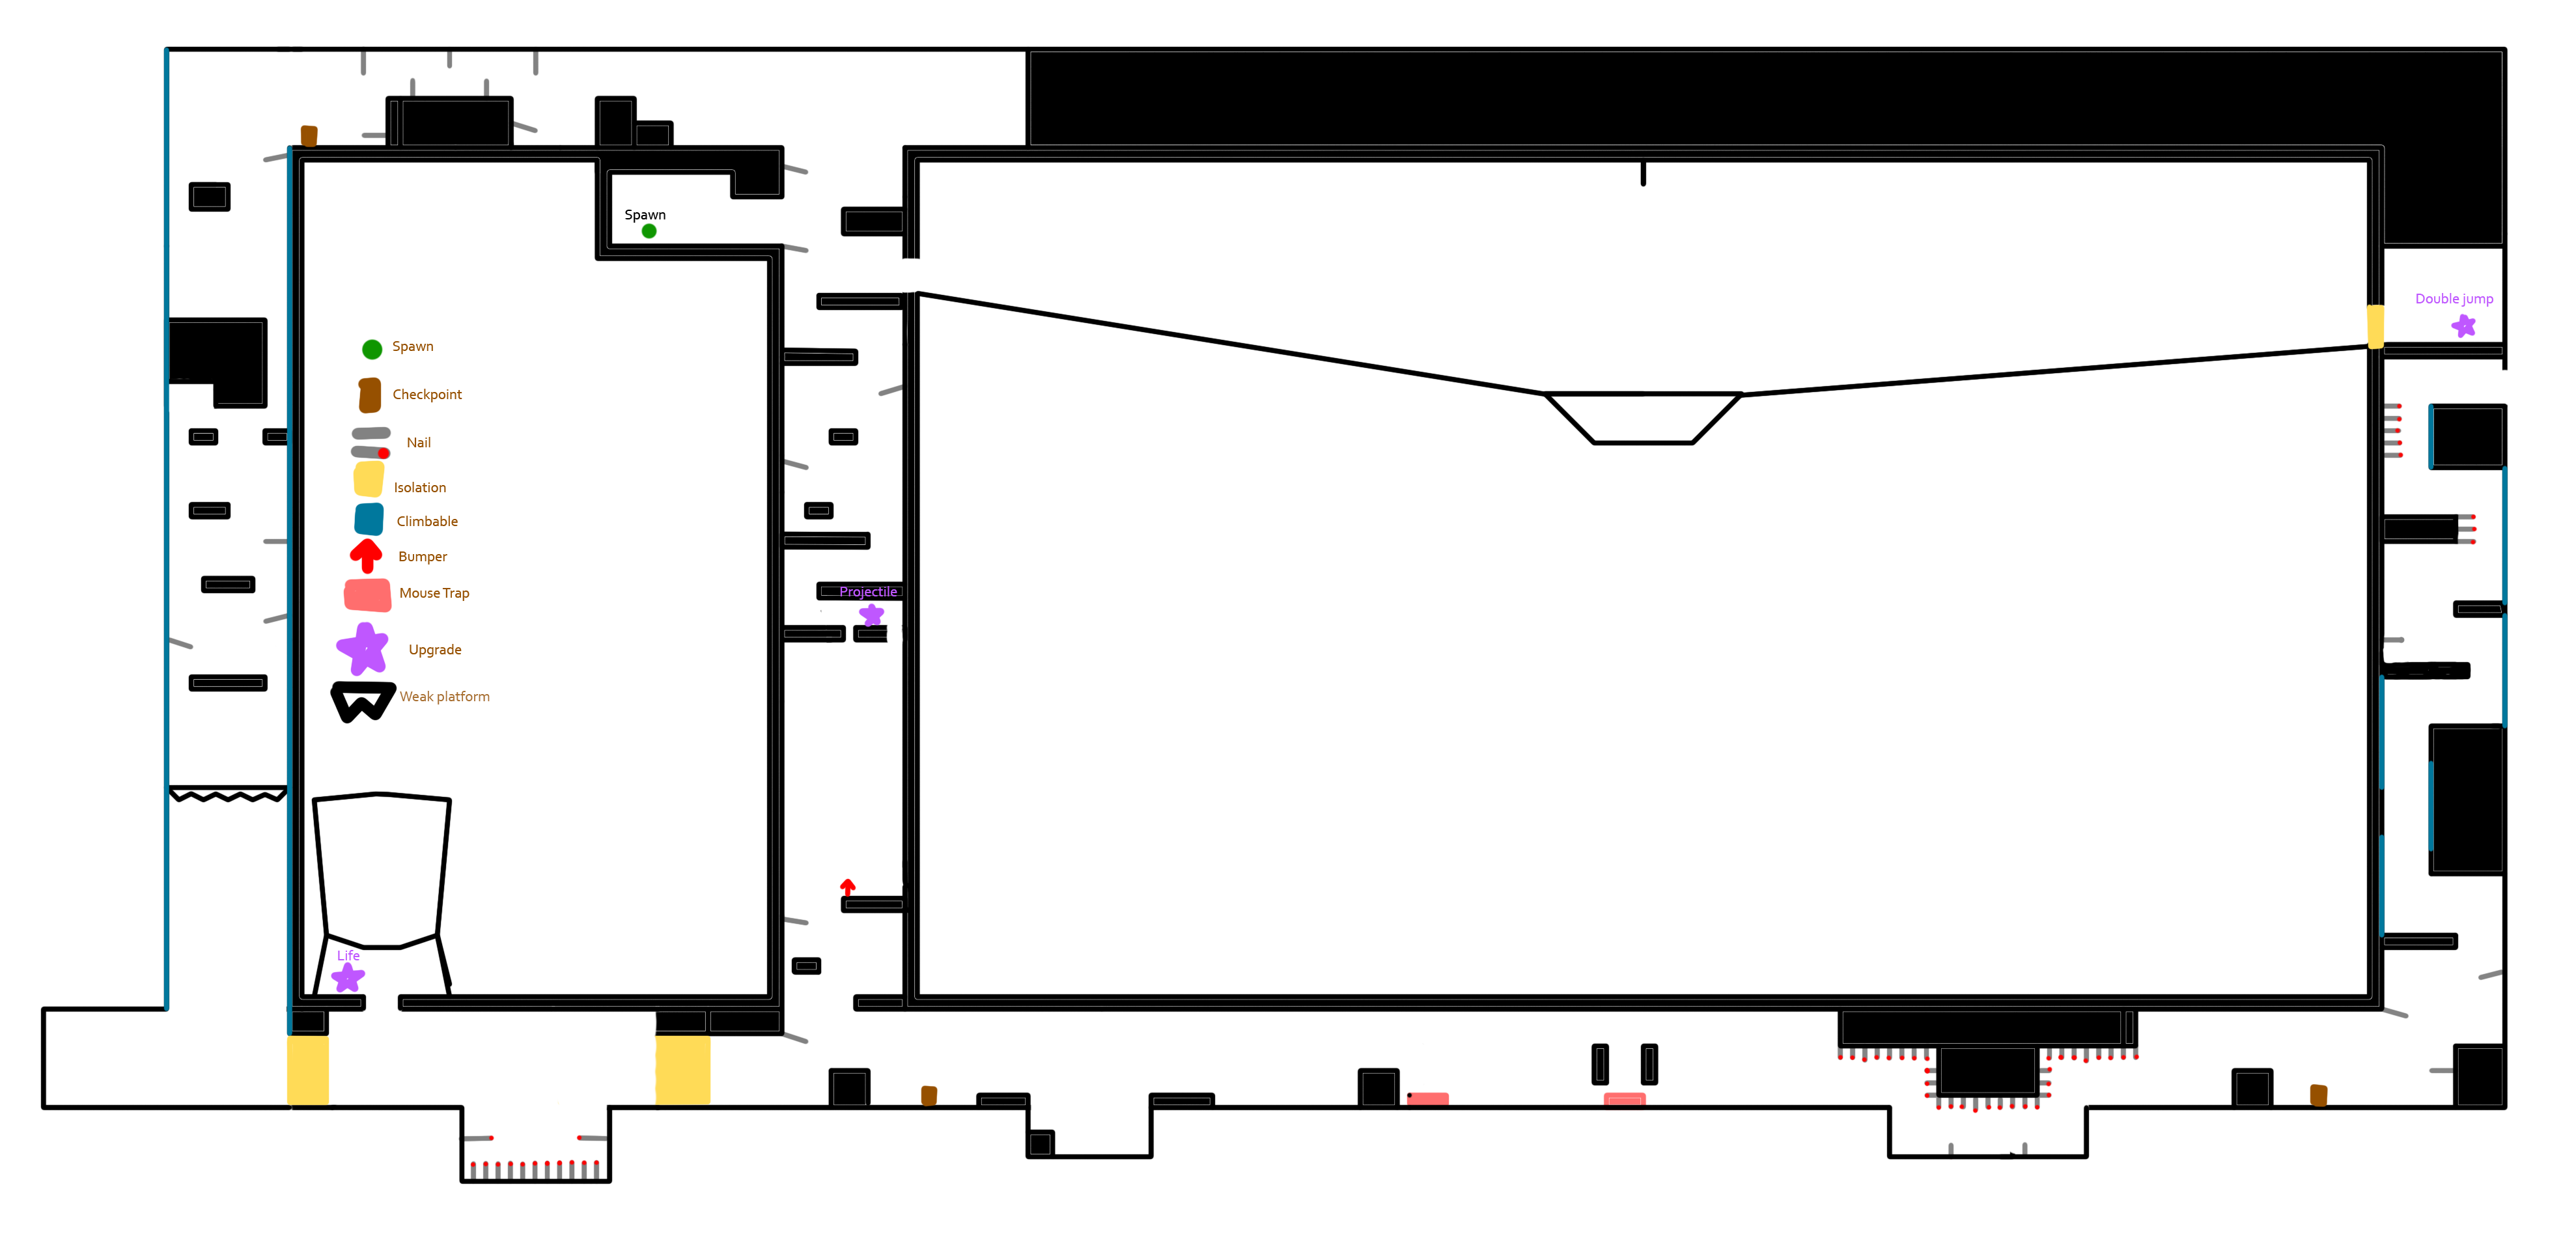 Spawn
Double jump
Spawn
Checkpoint
Nail
Isolation
Climbable
Bumper
Mouse Trap
Projectile
Upgrade
Weak platform
Life